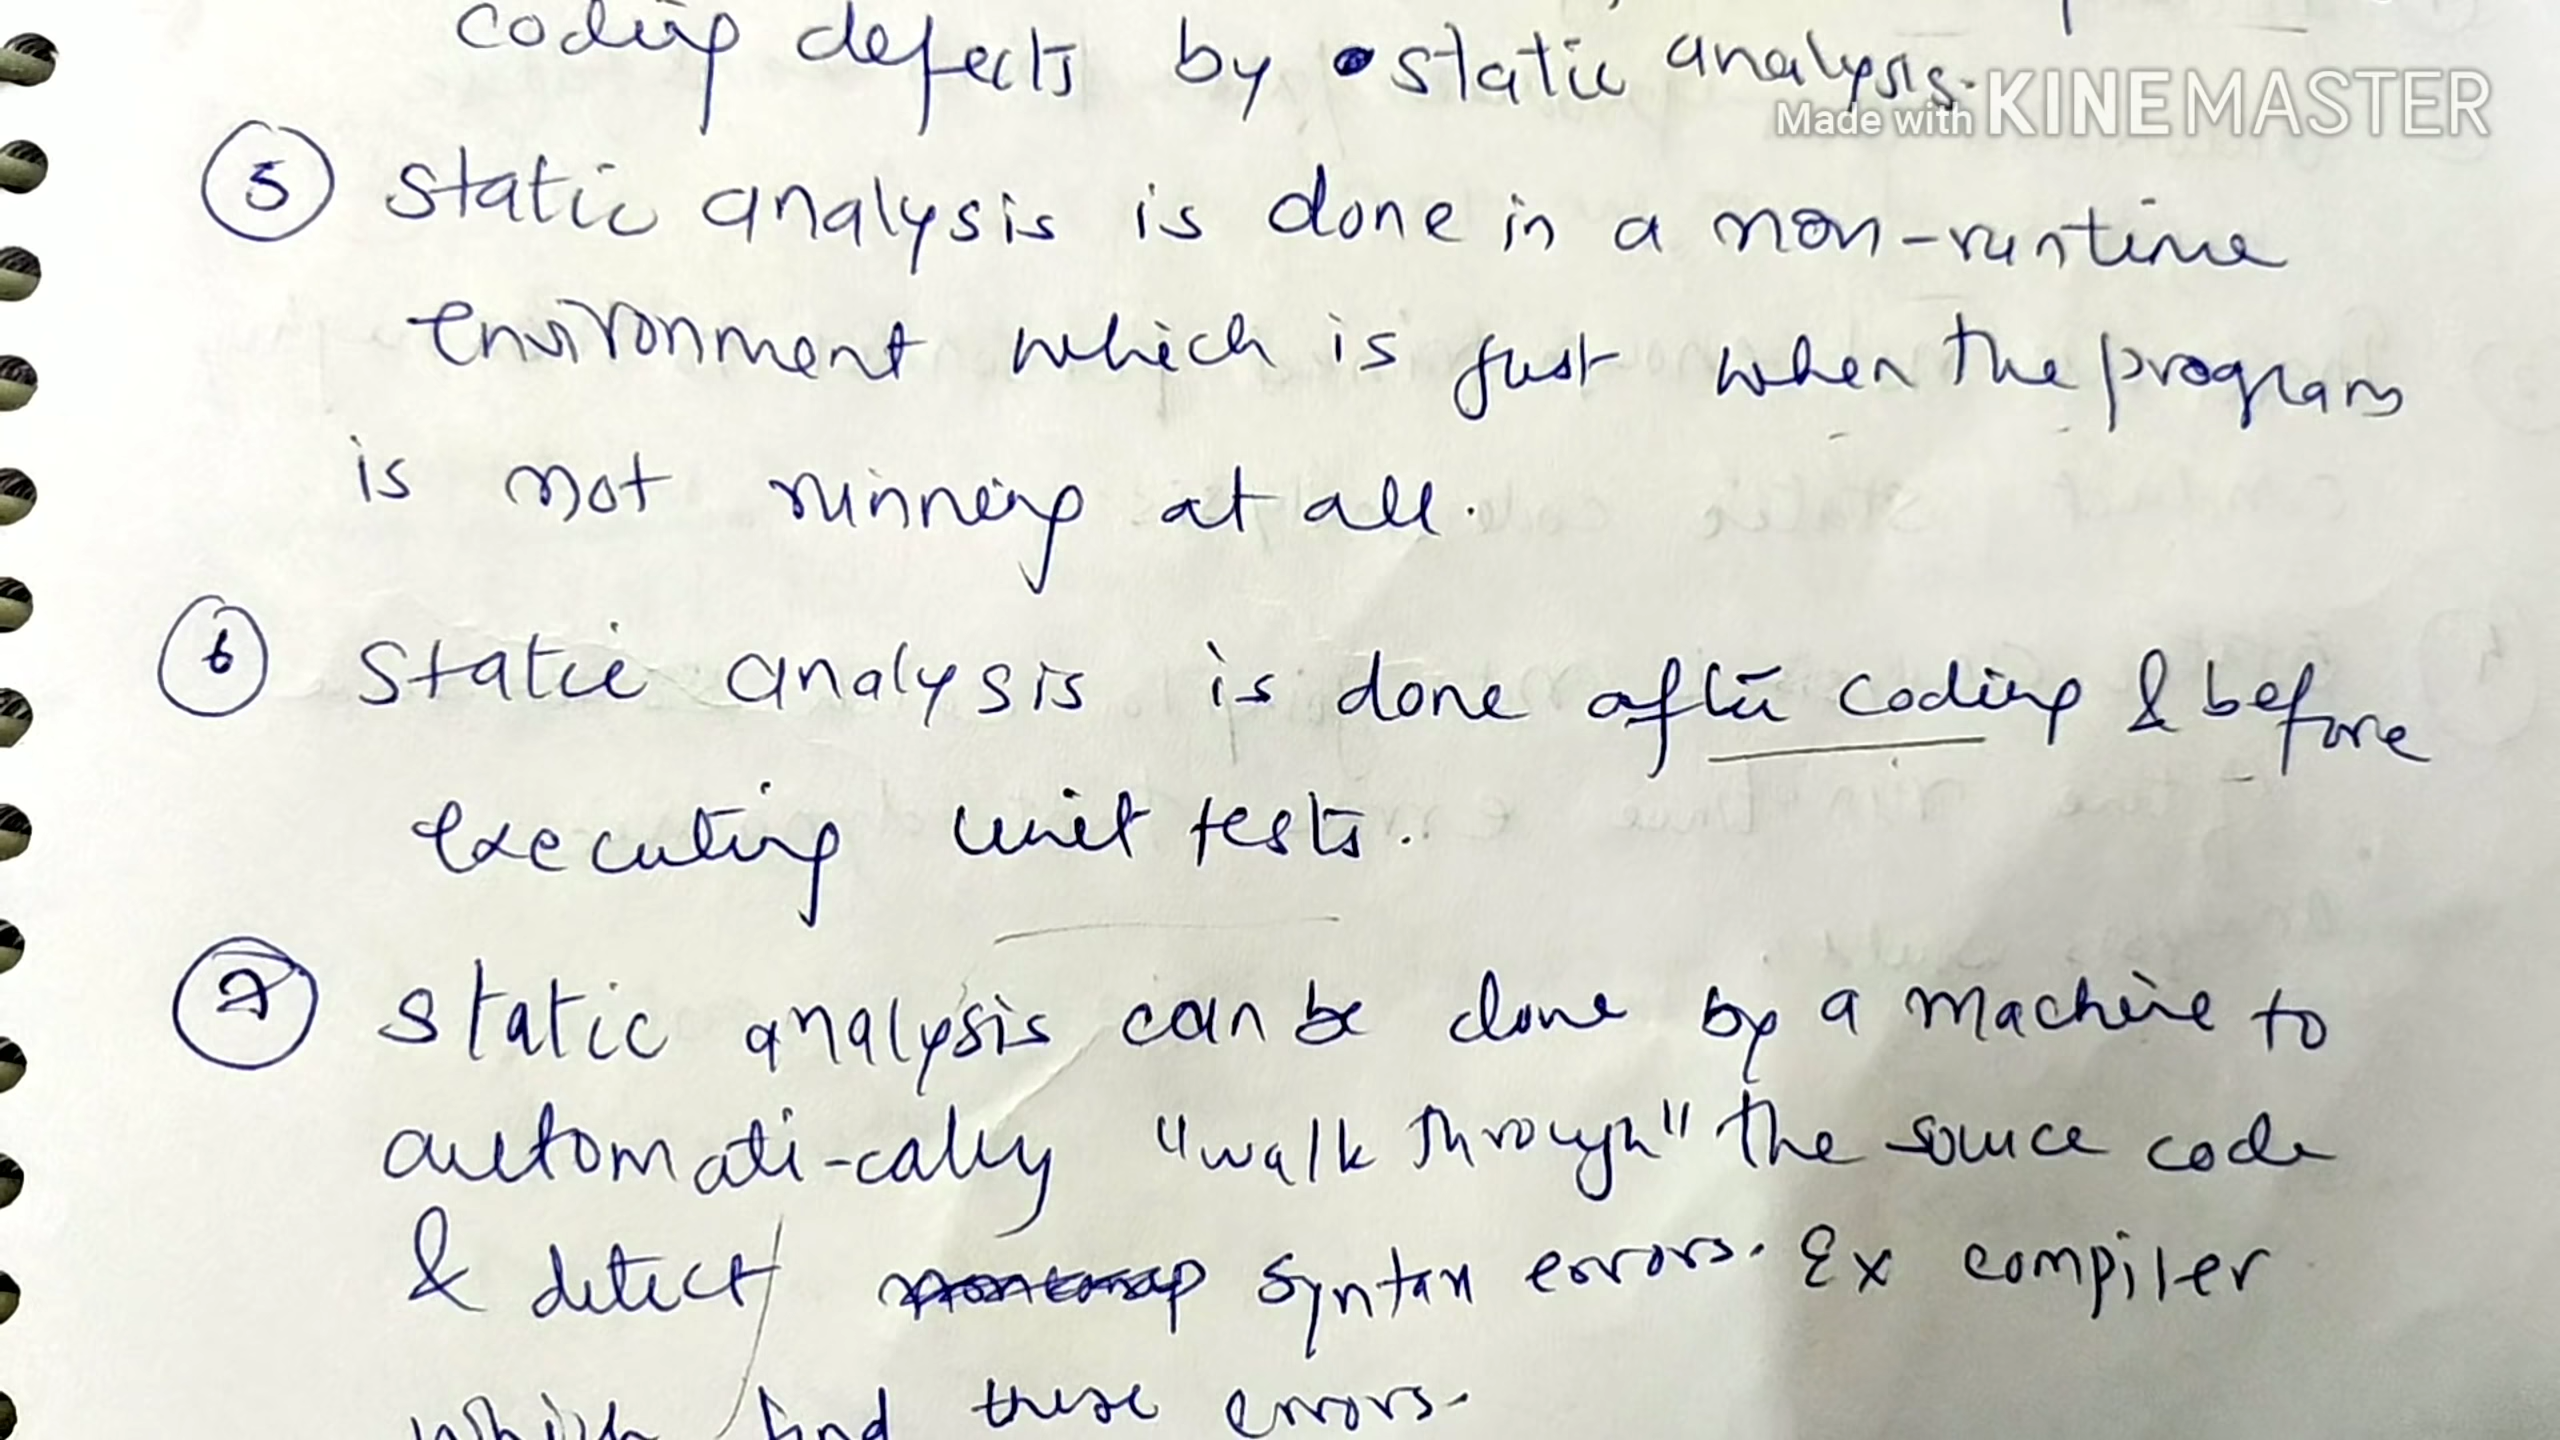 coding defects by static analysis.
Made with KINEMASTER
5 Static analysis is done in a non-runtime
environment which is just when the program
is not running at all.
6 Static analysis is done after coding & before
executing unit tests.
7 Static analysis can be done by a machine to
automati-cally "walk through" the source code
& detect syntax errors. Ex compiler
which find these errors.